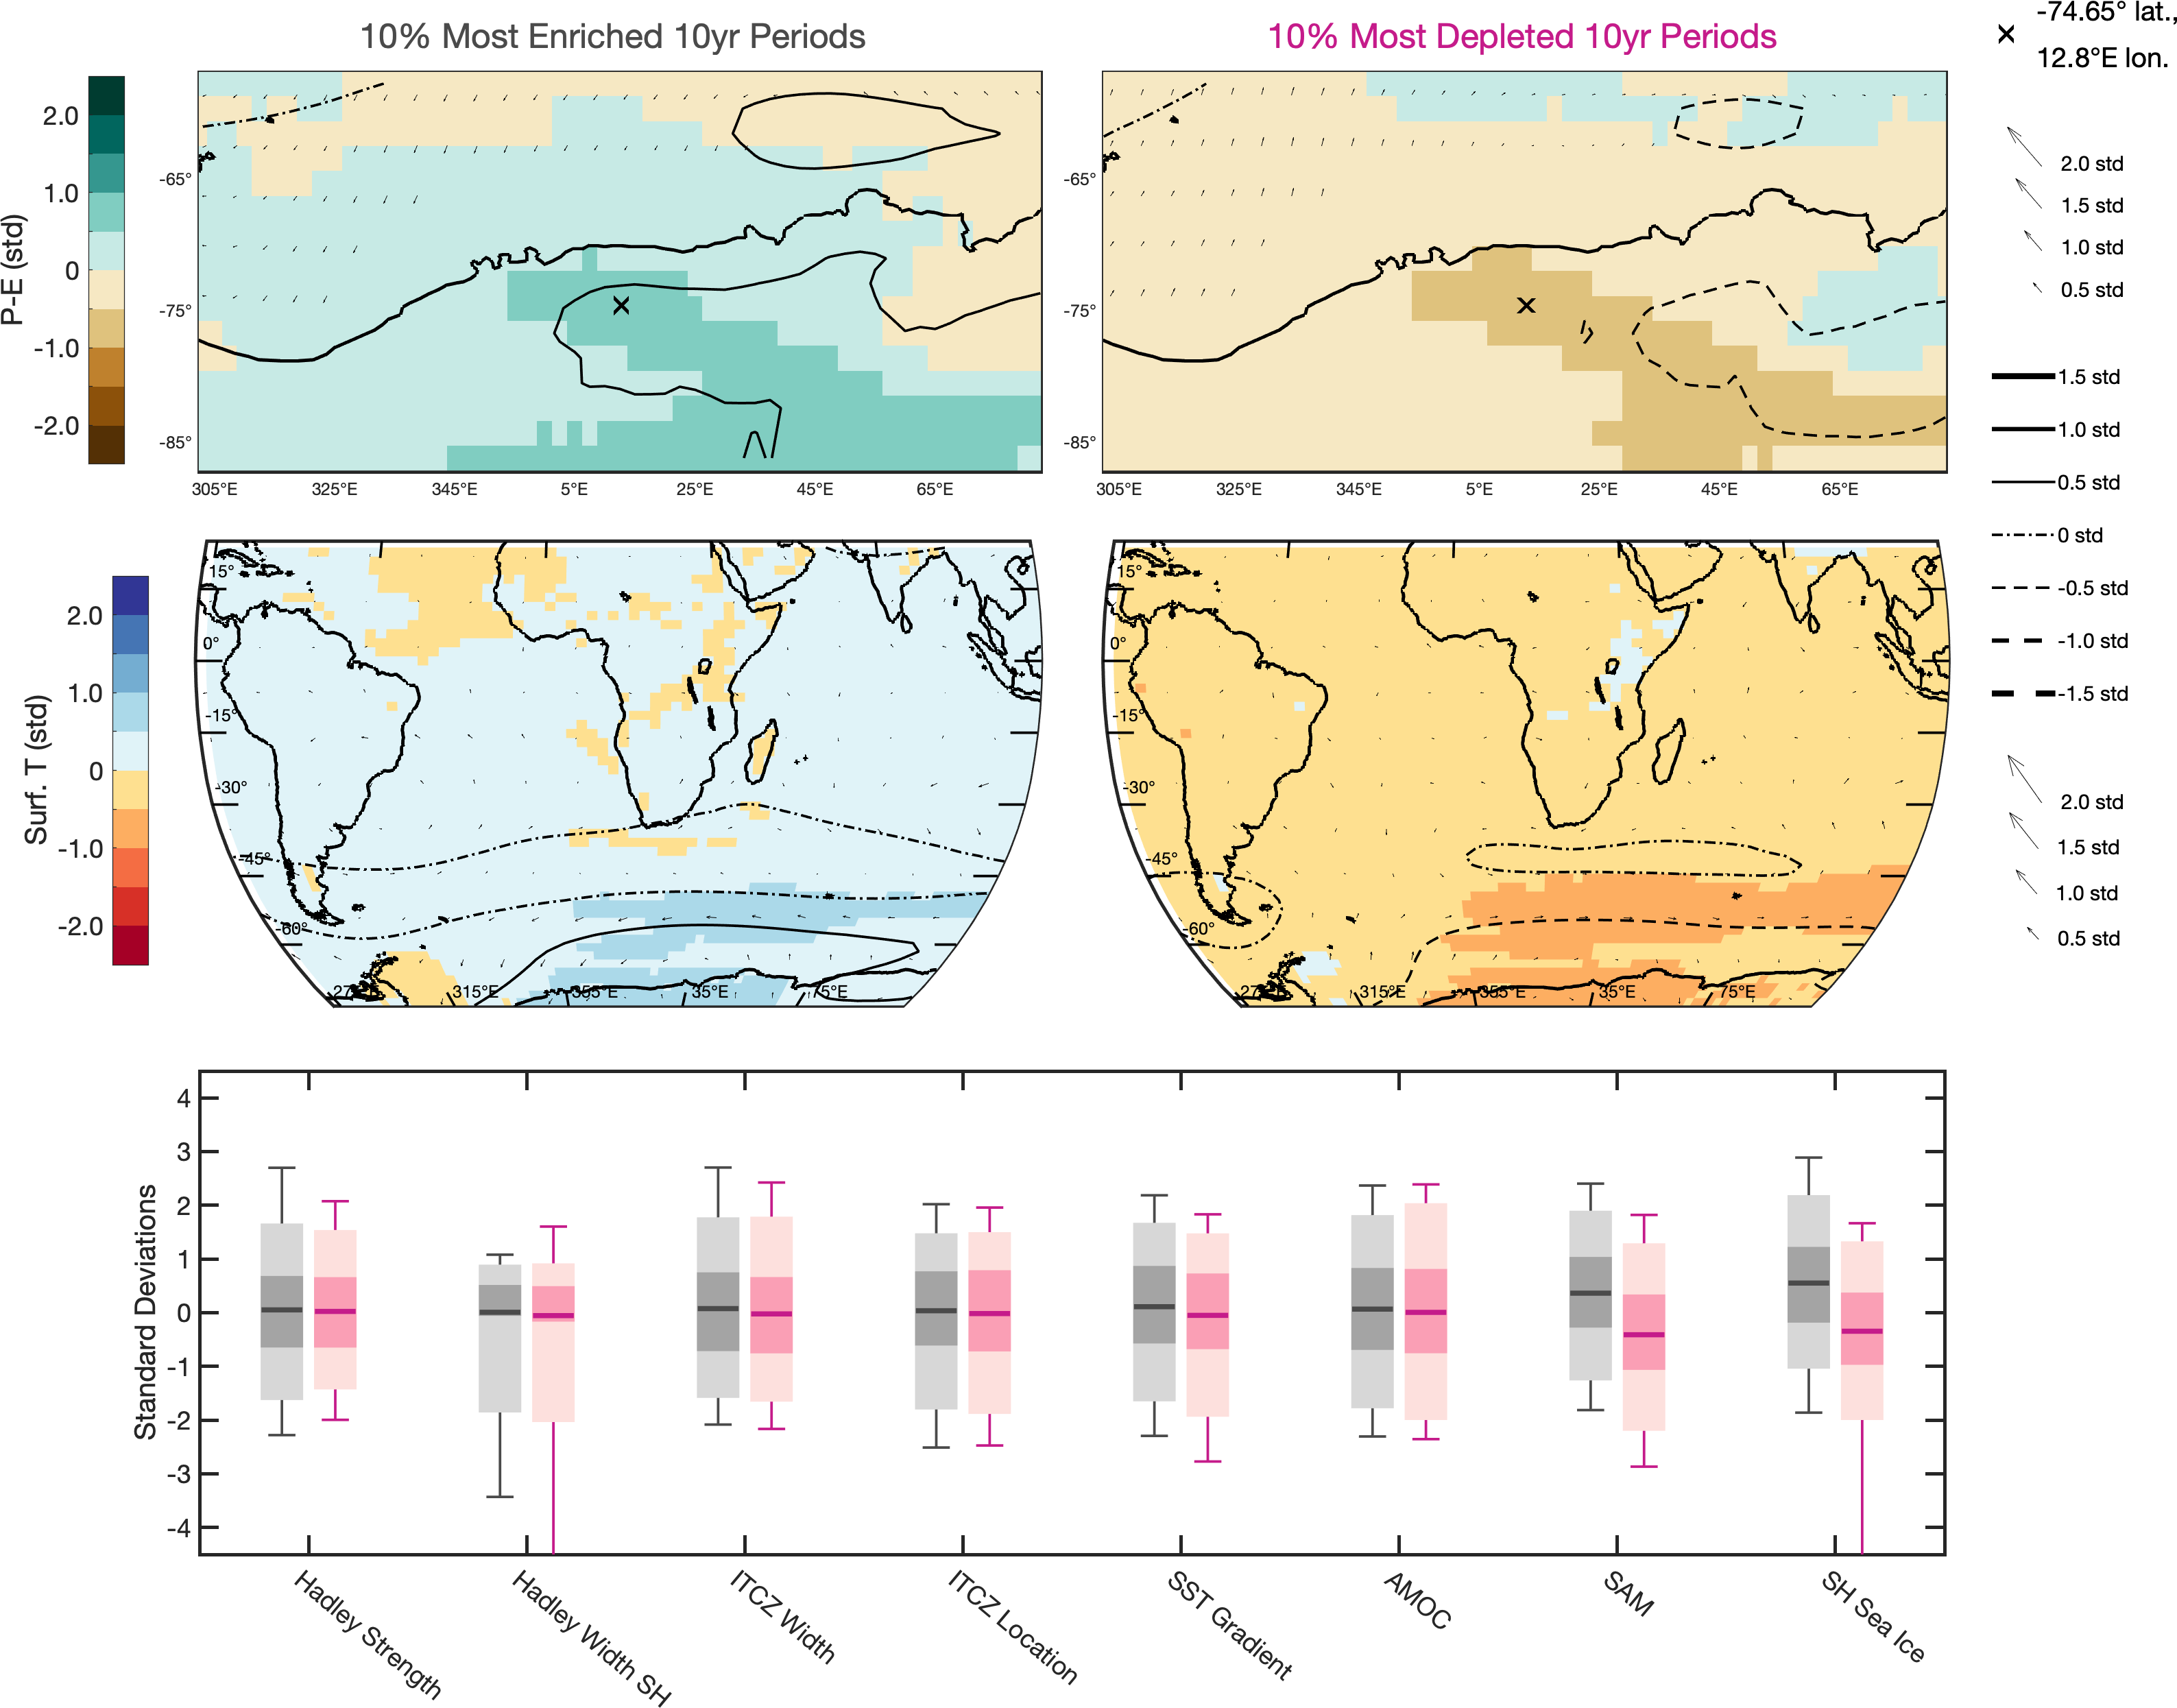 10% Most Enriched 10yr Periods
10% Most Depleted 10yr Periods
-74.65° lat.,
12.8°E lon.
P-E (std)
2.0
1.0
0
-1.0
-2.0
-65°
-75°
-85°
305°E 325°E 345°E 5°E 25°E 45°E 65°E
-65°
-75°
-85°
305°E 325°E 345°E 5°E 25°E 45°E 65°E
2.0 std
1.5 std
1.0 std
0.5 std
1.5 std
1.0 std
0.5 std
0 std
-0.5 std
-1.0 std
-1.5 std
2.0 std
1.5 std
1.0 std
0.5 std
Surf. T (std)
2.0
1.0
0
-1.0
-2.0
15°
0°
-15°
-30°
-45°
-60°
315°E 355°E 35°E 75°E
15°
0°
-15°
-30°
-45°
-60°
315°E 355°E 35°E 75°E
Standard Deviations
4
3
2
1
0
-1
-2
-3
-4
Hadley Strength
Hadley Width SH
ITCZ Width
ITCZ Location
SST Gradient
AMOC
SAM
SH Sea Ice